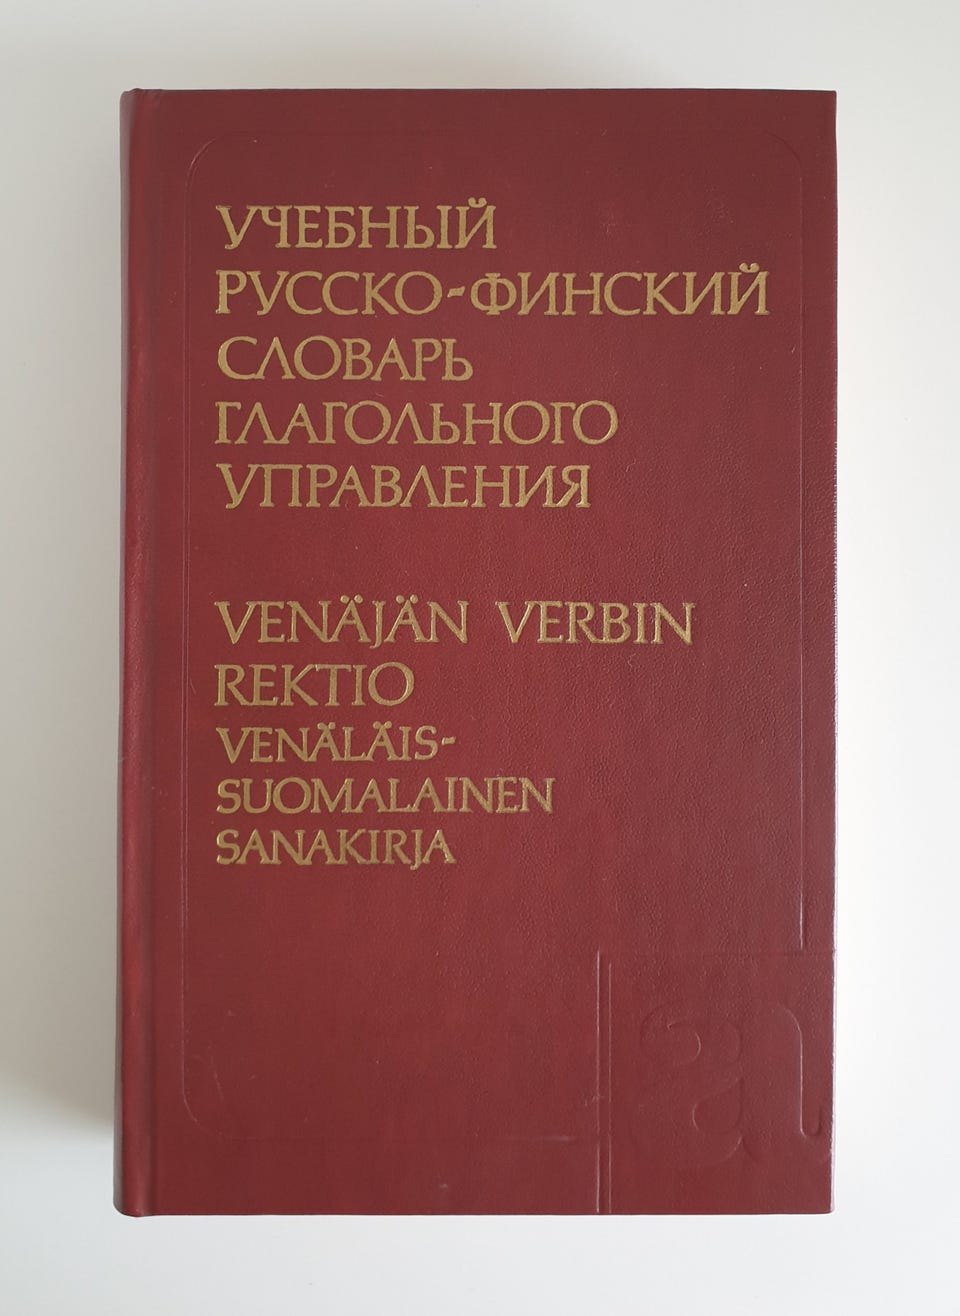 УЧЕБНЫЙ
РУССКО-ФИНСКИЙ
СЛОВАРЬ
ГЛАГОЛЬНОГО
УПРАВЛЕНИЯ
VENÄJÄN VERBIN
REKTIO
VENÄLÄIS-
SUOMALAINEN
SANAKIRJA
а